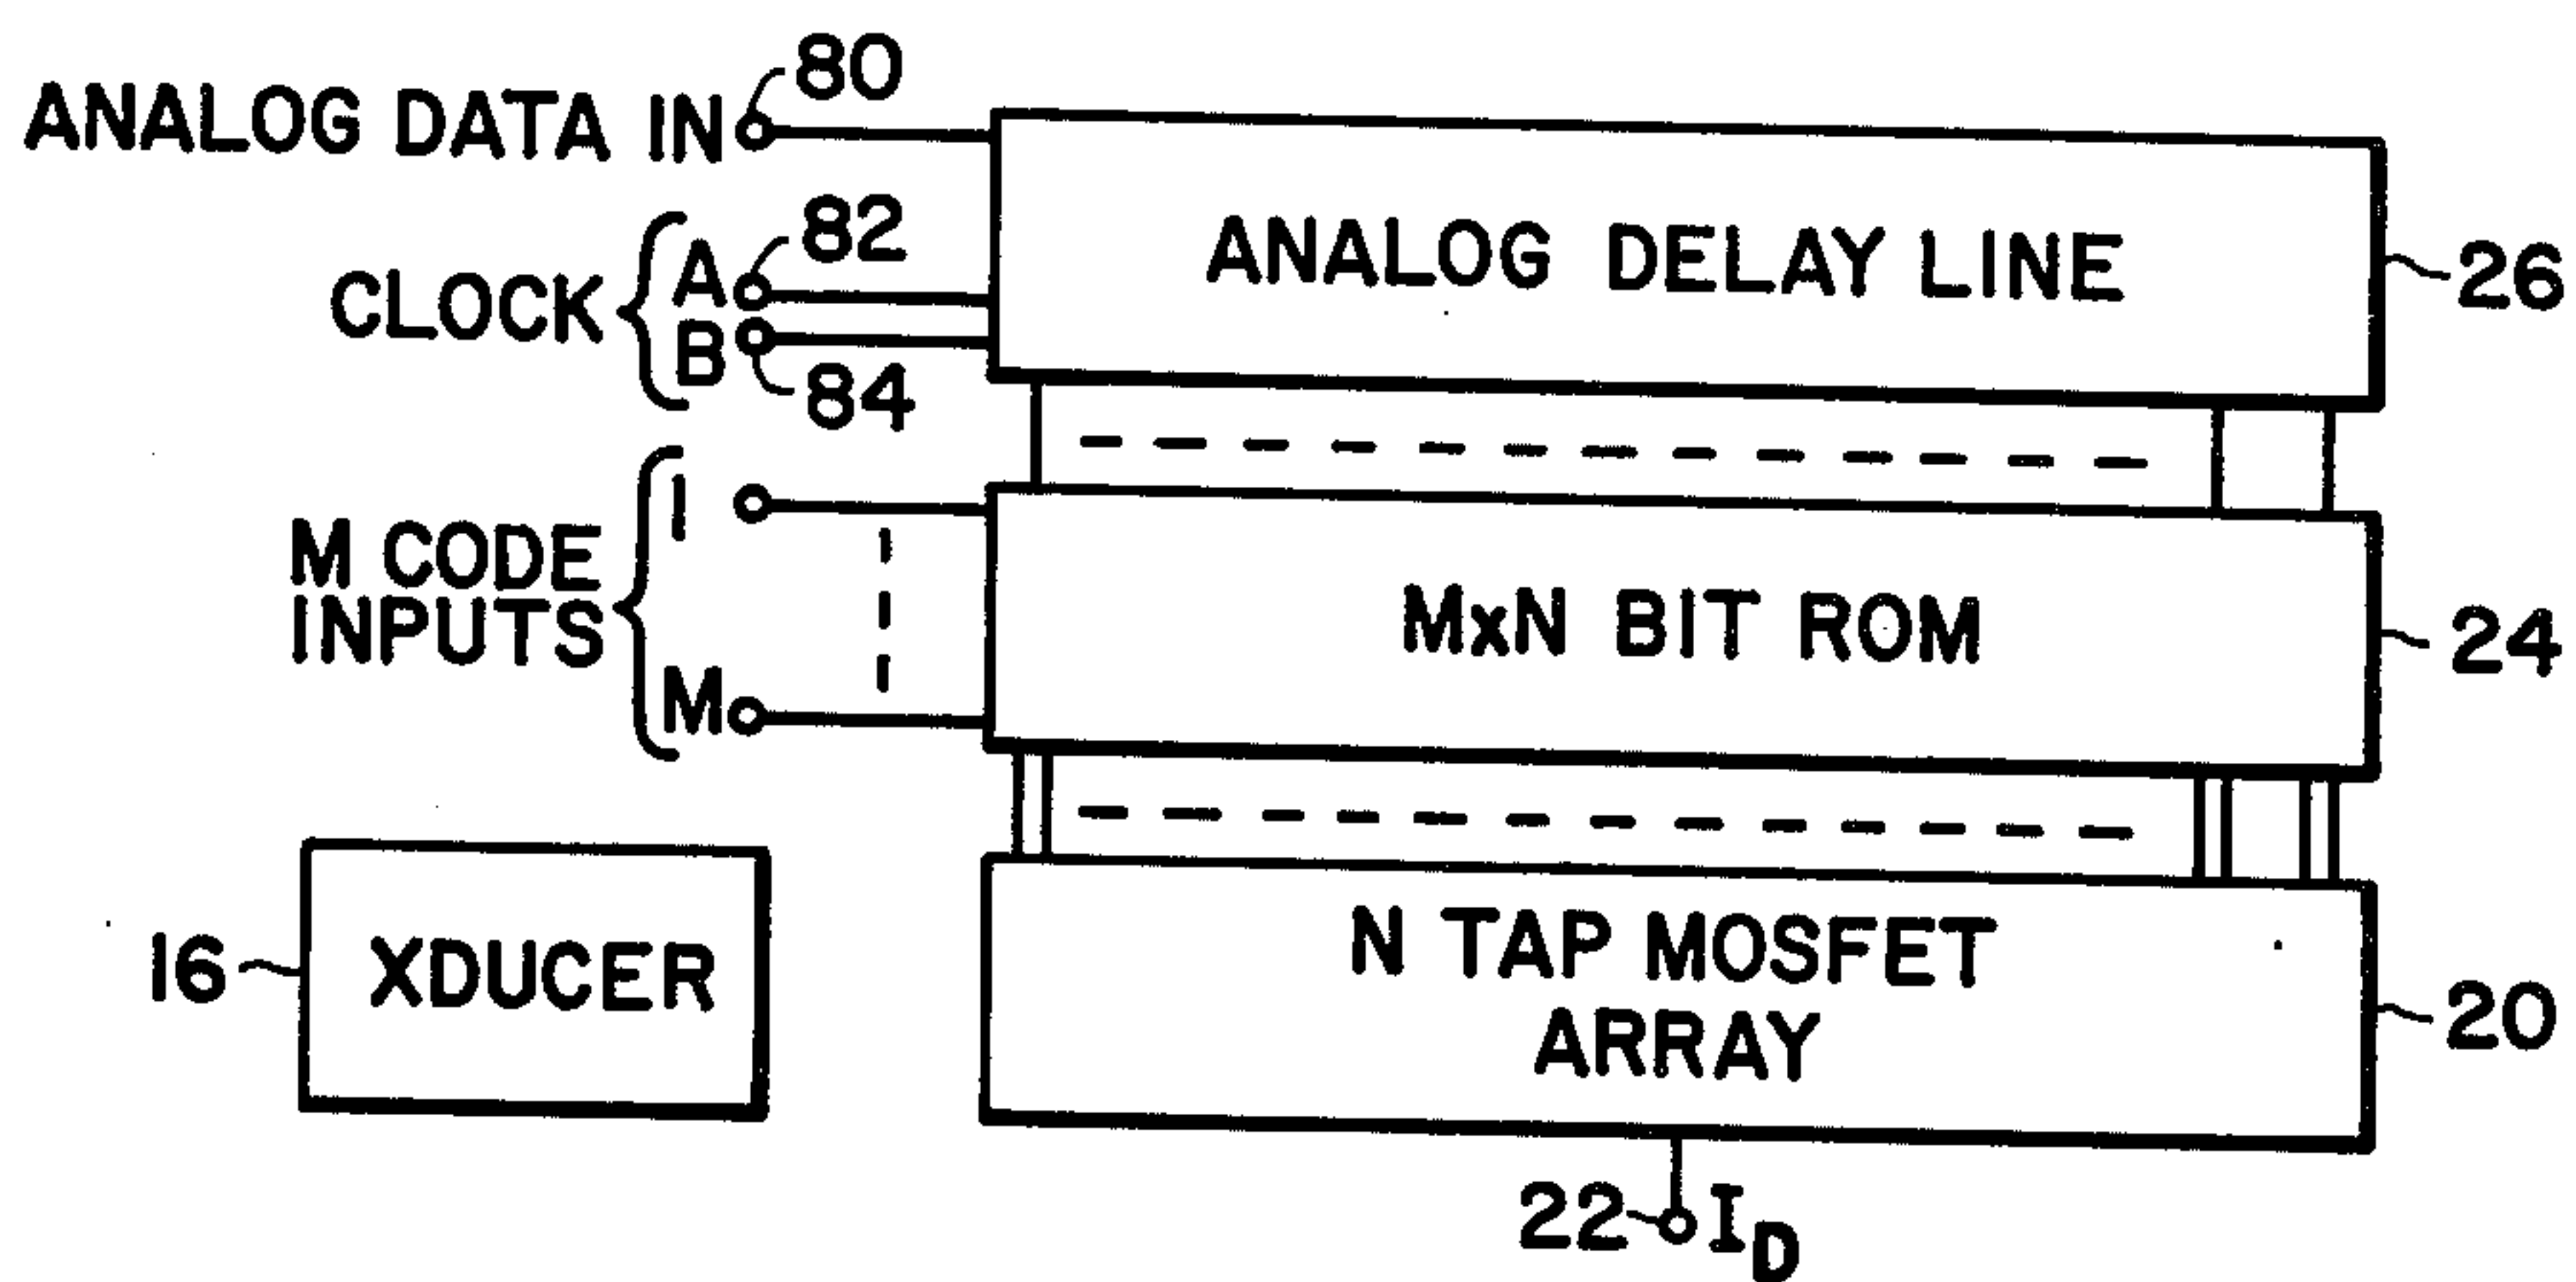 ANALOG DATA IN
80
CLOCK
A
82
B
84
ANALOG DELAY LINE
26
M CODE
INPUTS
1
M
MxN BIT ROM
24
16
XDUCER
N TAP MOSFET
ARRAY
20
22
ID